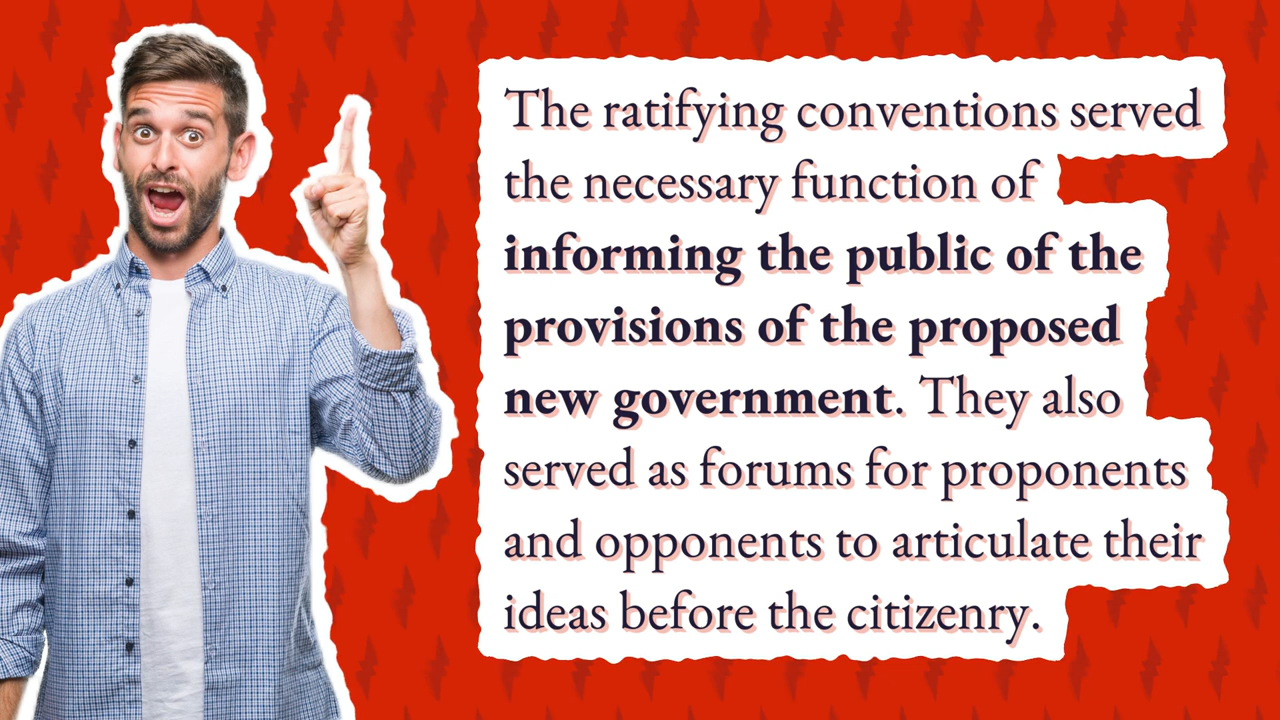 The ratifying conventions served
the necessary function of
informing the public of the
provisions of the proposed
new government. They also
served as forums for proponents
and opponents to articulate their
ideas before the citizenry.